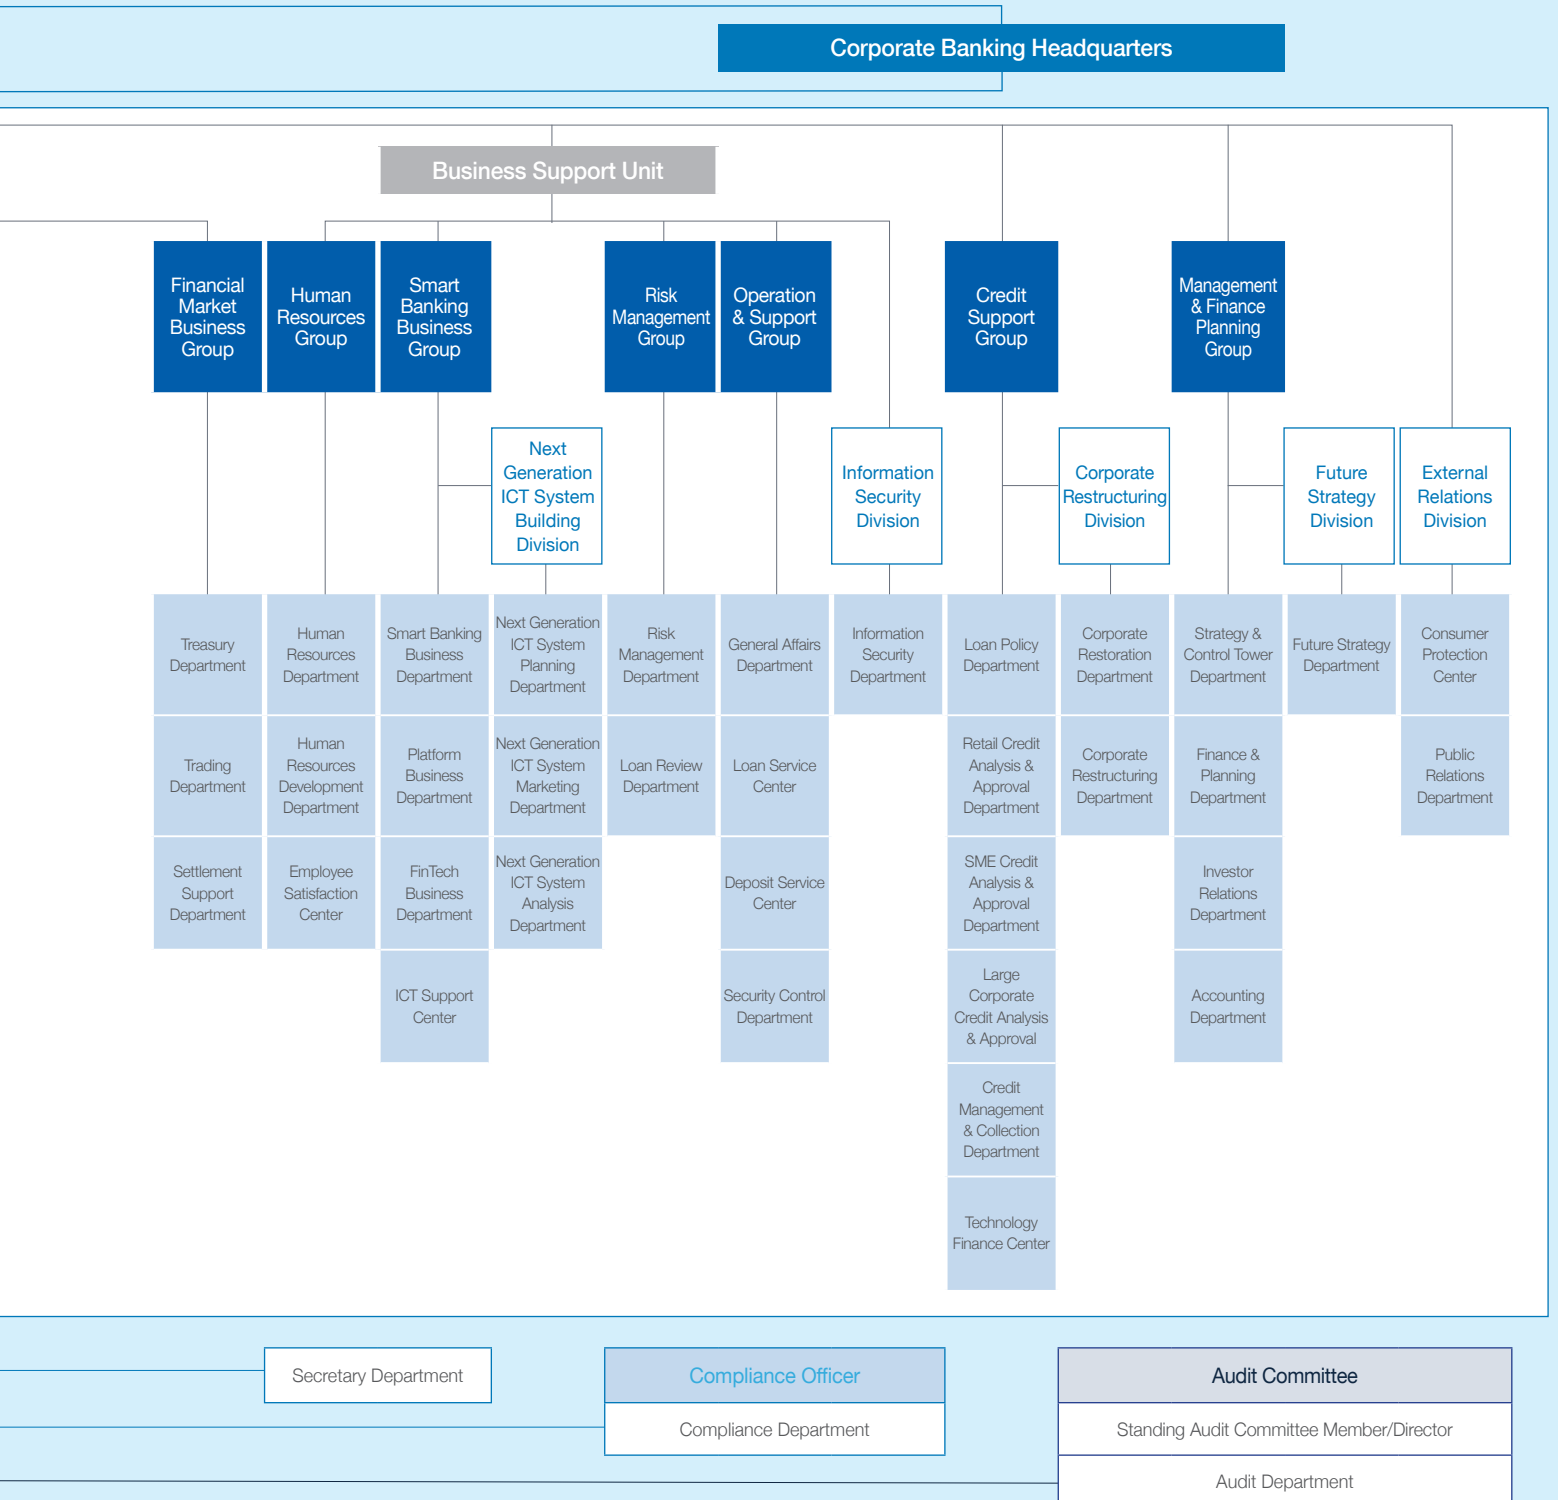 Corporate Banking Headquarters
Business Support Unit
Financial
Market
Business
Group
Human
Resources
Group
Smart
Banking
Business
Group
Risk
Management
Group
Operation
& Support
Group
Credit
Support
Group
Management
& Finance
Planning
Group
Next
Generation
ICT System
Building
Division
Information
Security
Division
Corporate
Restructuring
Division
Future
Strategy
Division
External
Relations
Division
Treasury
Department
Human
Resources
Department
Smart Banking
Business
Department
Next Generation
ICT System
Planning
Department
Risk
Management
Department
General Affairs
Department
Information
Security
Department
Loan Policy
Department
Corporate
Restoration
Department
Strategy &
Control Tower
Department
Future Strategy
Department
Consumer
Protection
Center
Trading
Department
Human
Resources
Development
Department
Platform
Business
Department
Next Generation
ICT System
Marketing
Department
Loan Review
Department
Loan Service
Center
Retail Credit
Analysis &
Approval
Department
Corporate
Restructuring
Department
Finance &
Planning
Department
Public
Relations
Department
Settlement
Support
Department
Employee
Satisfaction
Center
FinTech
Business
Department
Next Generation
ICT System
Analysis
Department
Deposit Service
Center
SME Credit
Analysis &
Approval
Department
Investor
Relations
Department
ICT Support
Center
Security Control
Department
Large
Corporate
Credit Analysis
& Approval
Accounting
Department
Credit
Management
& Collection
Department
Technology
Finance Center
Secretary Department
Compliance Officer
Compliance Department
Audit Committee
Standing Audit Committee Member/Director
Audit Department